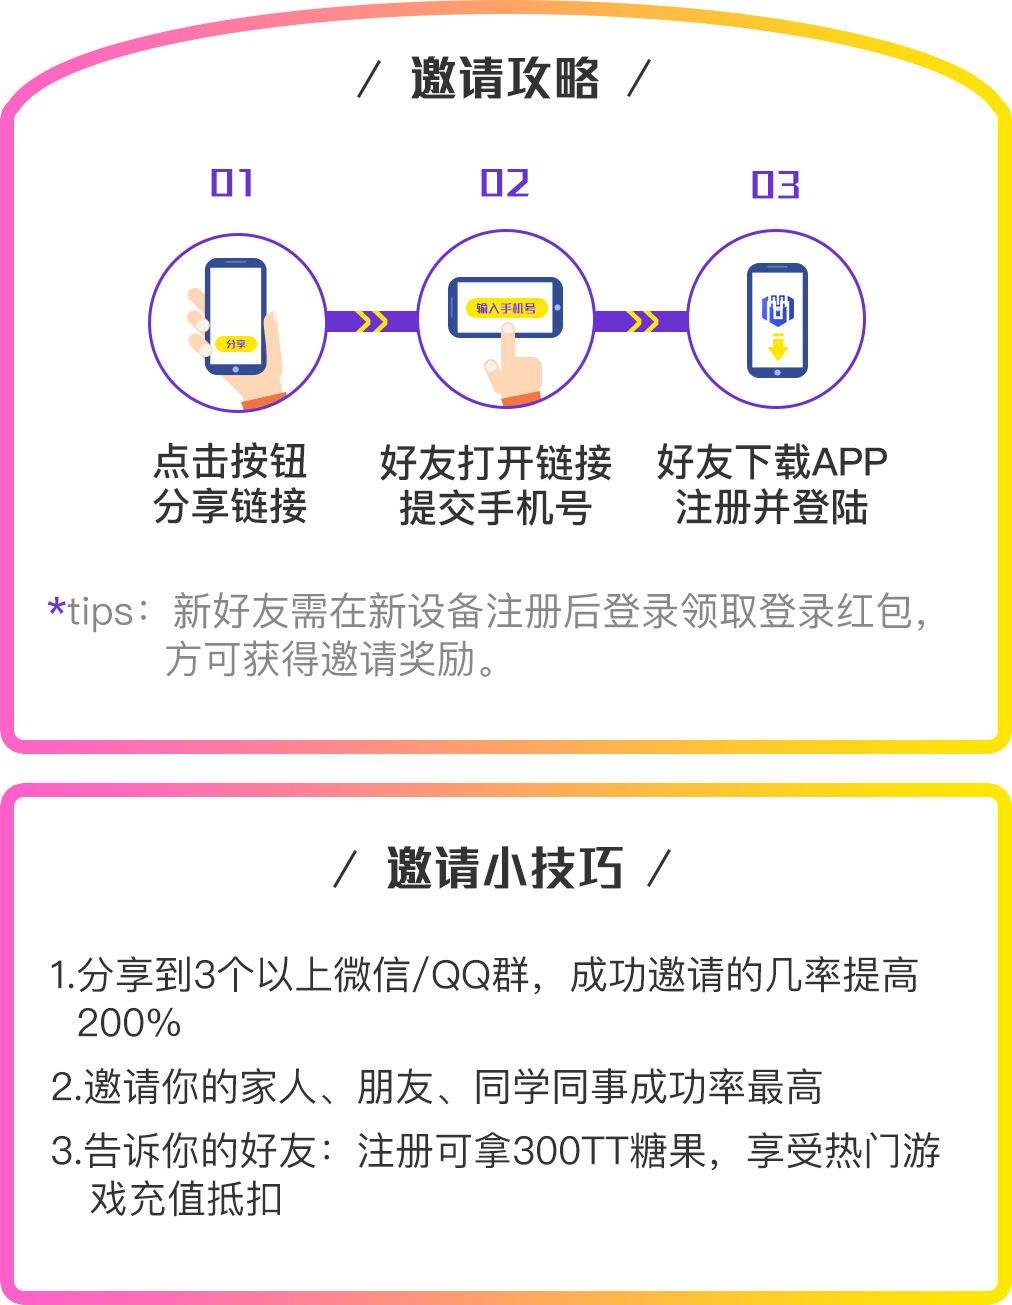 / 邀请攻略 /
01
02
03
分享
输入手机号
点击按钮
分享链接
好友打开链接
提交手机号
好友下载APP
注册并登陆
*tips：新好友需在新设备注册后登录领取登录红包，
方可获得邀请奖励。
/ 邀请小技巧 /
1.分享到3个以上微信/QQ群，成功邀请的几率提高
200%
2.邀请你的家人、朋友、同学同事成功率最高
3.告诉你的好友：注册可拿300TT糖果，享受热门游
戏充值抵扣